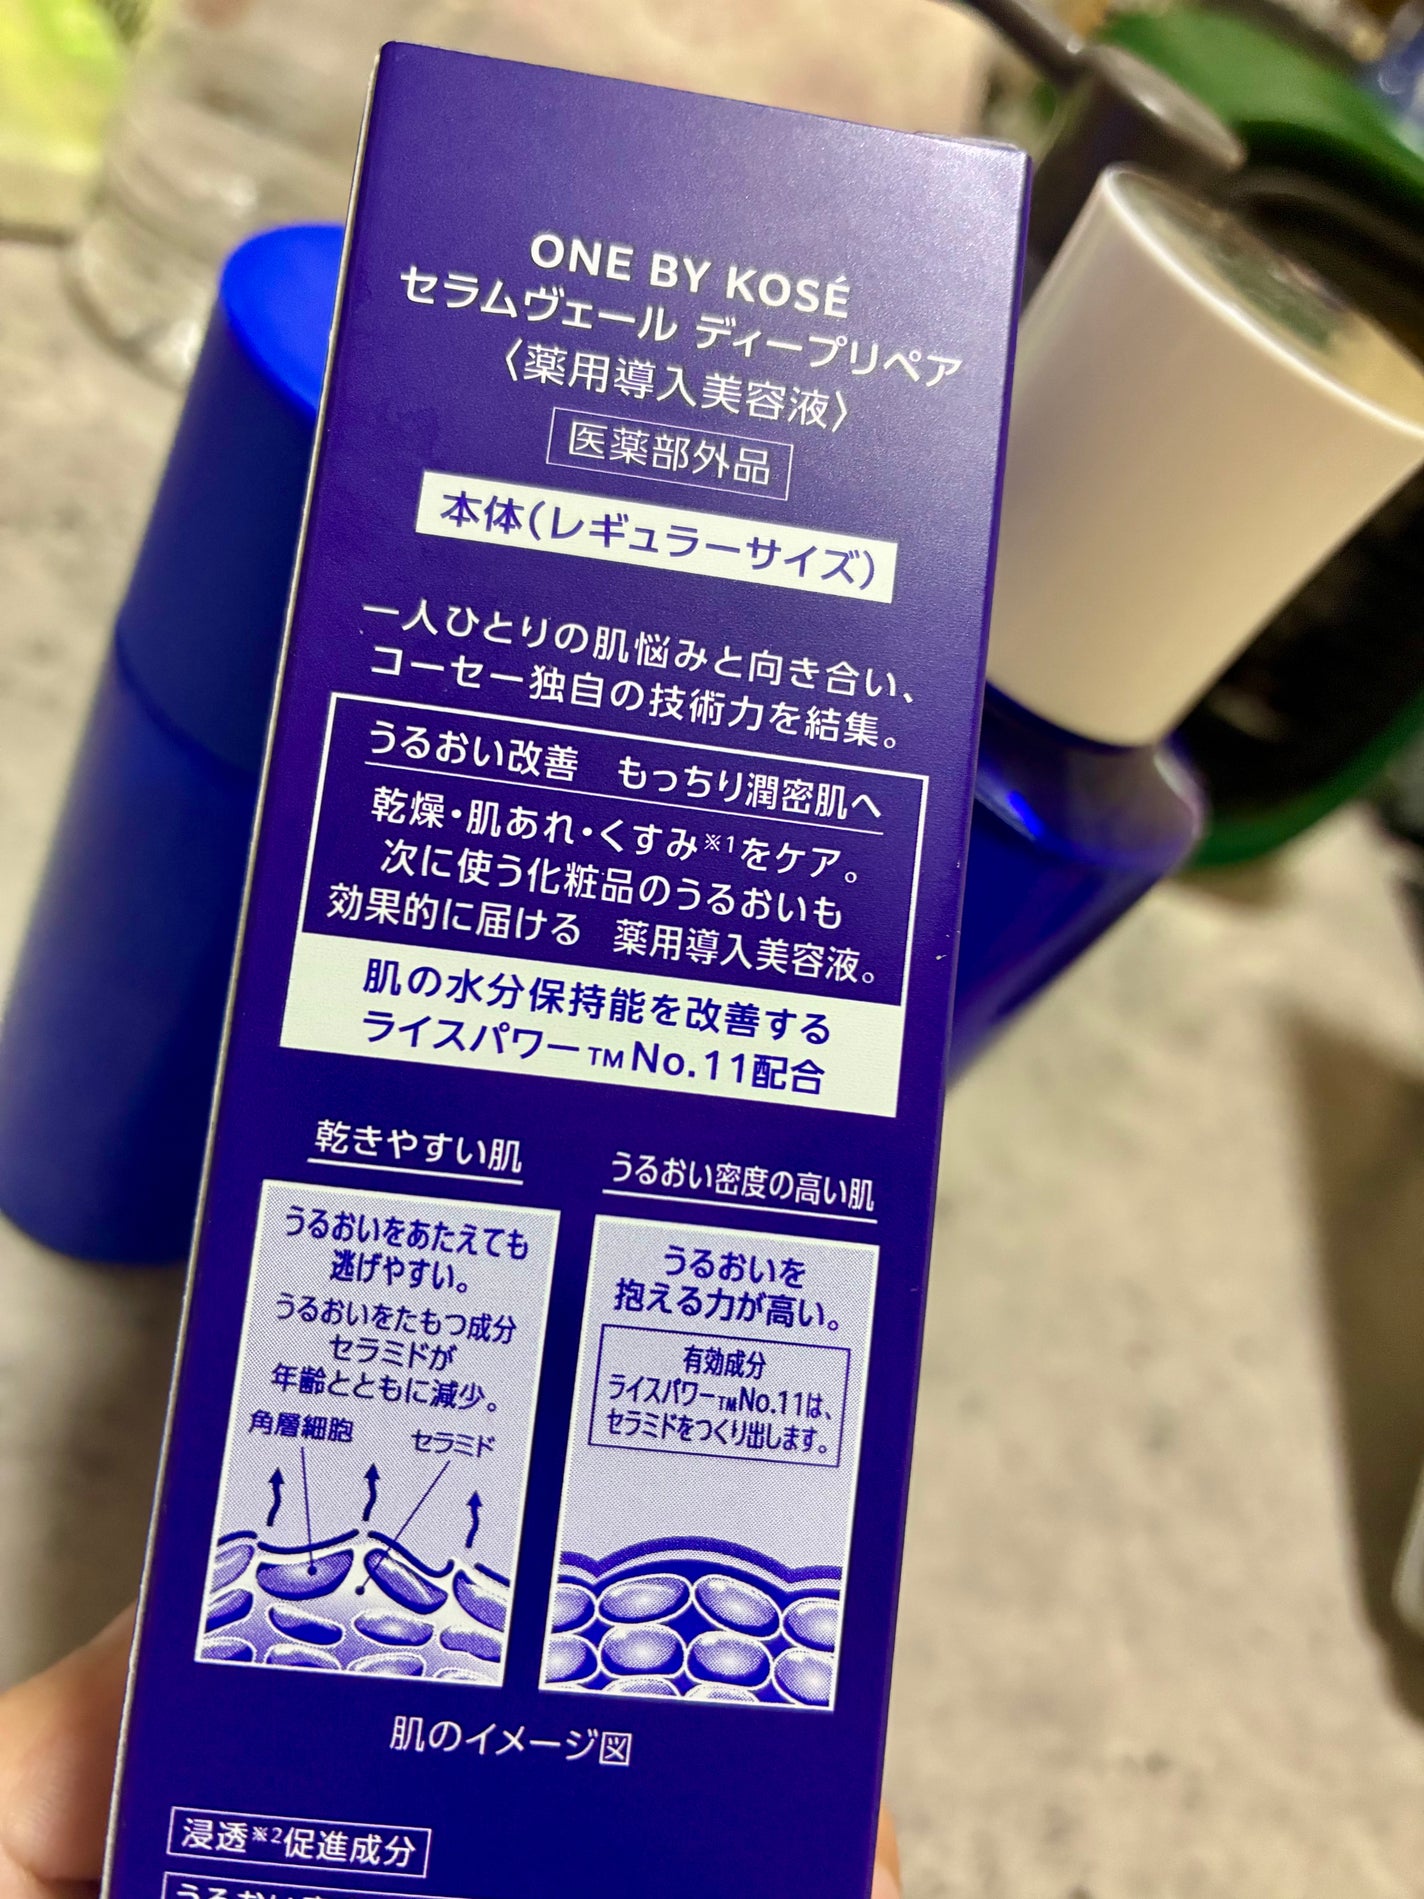 ONE BY KOSÉ
セラムヴェール ディープリペア
〈薬用導入美容液〉
医薬部外品
本体(レギュラーサイズ)
一人ひとりの肌悩みと向き合い、
コーセー独自の技術力を結集。
うるおい改善 もっちり潤密肌へ
乾燥・肌あれ・くすみ※1をケア。
次に使う化粧品のうるおいも
効果的に届ける 薬用導入美容液。
肌の水分保持能を改善する
ライスパワー™No.11配合
乾きやすい肌
うるおいをあたえても
逃げやすい。
うるおいをたもつ成分
セラミドが
年齢とともに減少。
角層細胞 セラミド
うるおい密度の高い肌
うるおいを
抱える力が高い。
有効成分
ライスパワー™No.11は、
セラミドをつくり出します。
肌のイメージ図
浸透※2促進成分